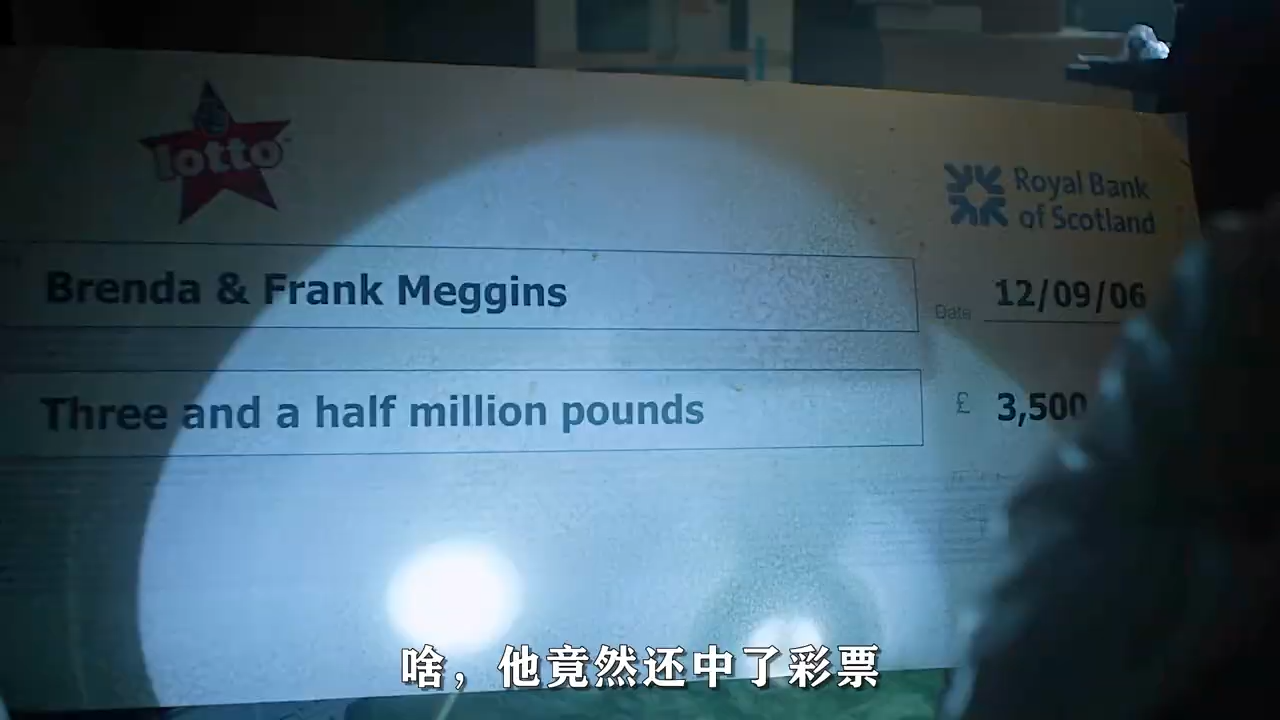 lotto
Royal Bank
of Scotland
Brenda & Frank Meggins
Date 12/09/06
Three and a half million pounds
£ 3,500
啥，他竟然还中了彩票